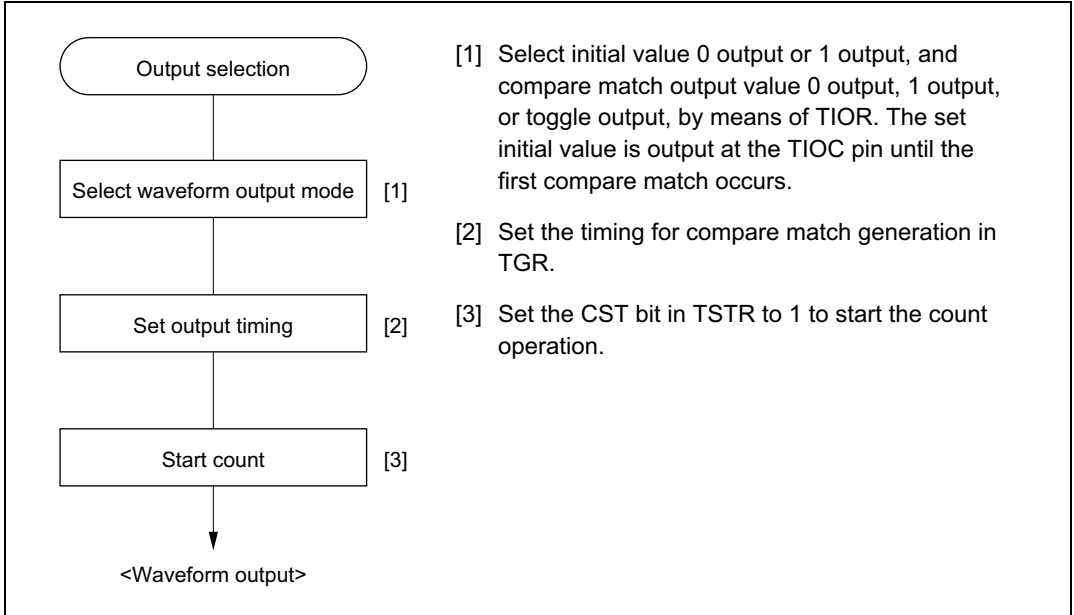 Output selection
Select waveform output mode [1]
Set output timing [2]
Start count [3]
<Waveform output>
[1] Select initial value 0 output or 1 output, and
compare match output value 0 output, 1 output,
or toggle output, by means of TIOR. The set
initial value is output at the TIOC pin until the
first compare match occurs.
[2] Set the timing for compare match generation in
TGR.
[3] Set the CST bit in TSTR to 1 to start the count
operation.